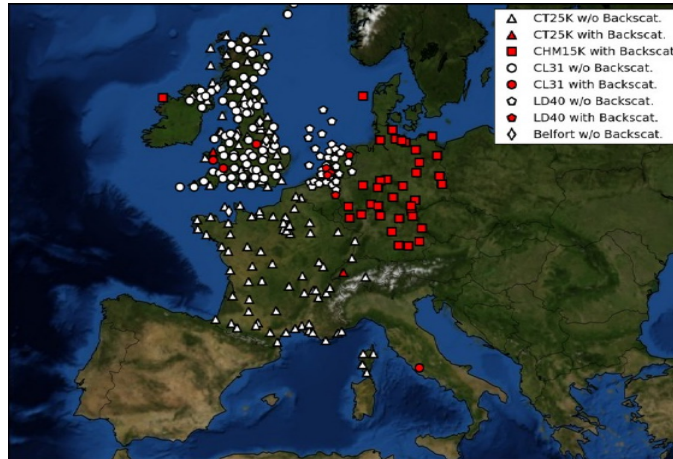 CT25K w/o Backscat.
CT25K with Backscat.
CHM15K with Backscat
CL31 w/o Backscat.
CL31 with Backscat.
LD40 w/o Backscat.
LD40 with Backscat.
Belfort w/o Backscat.